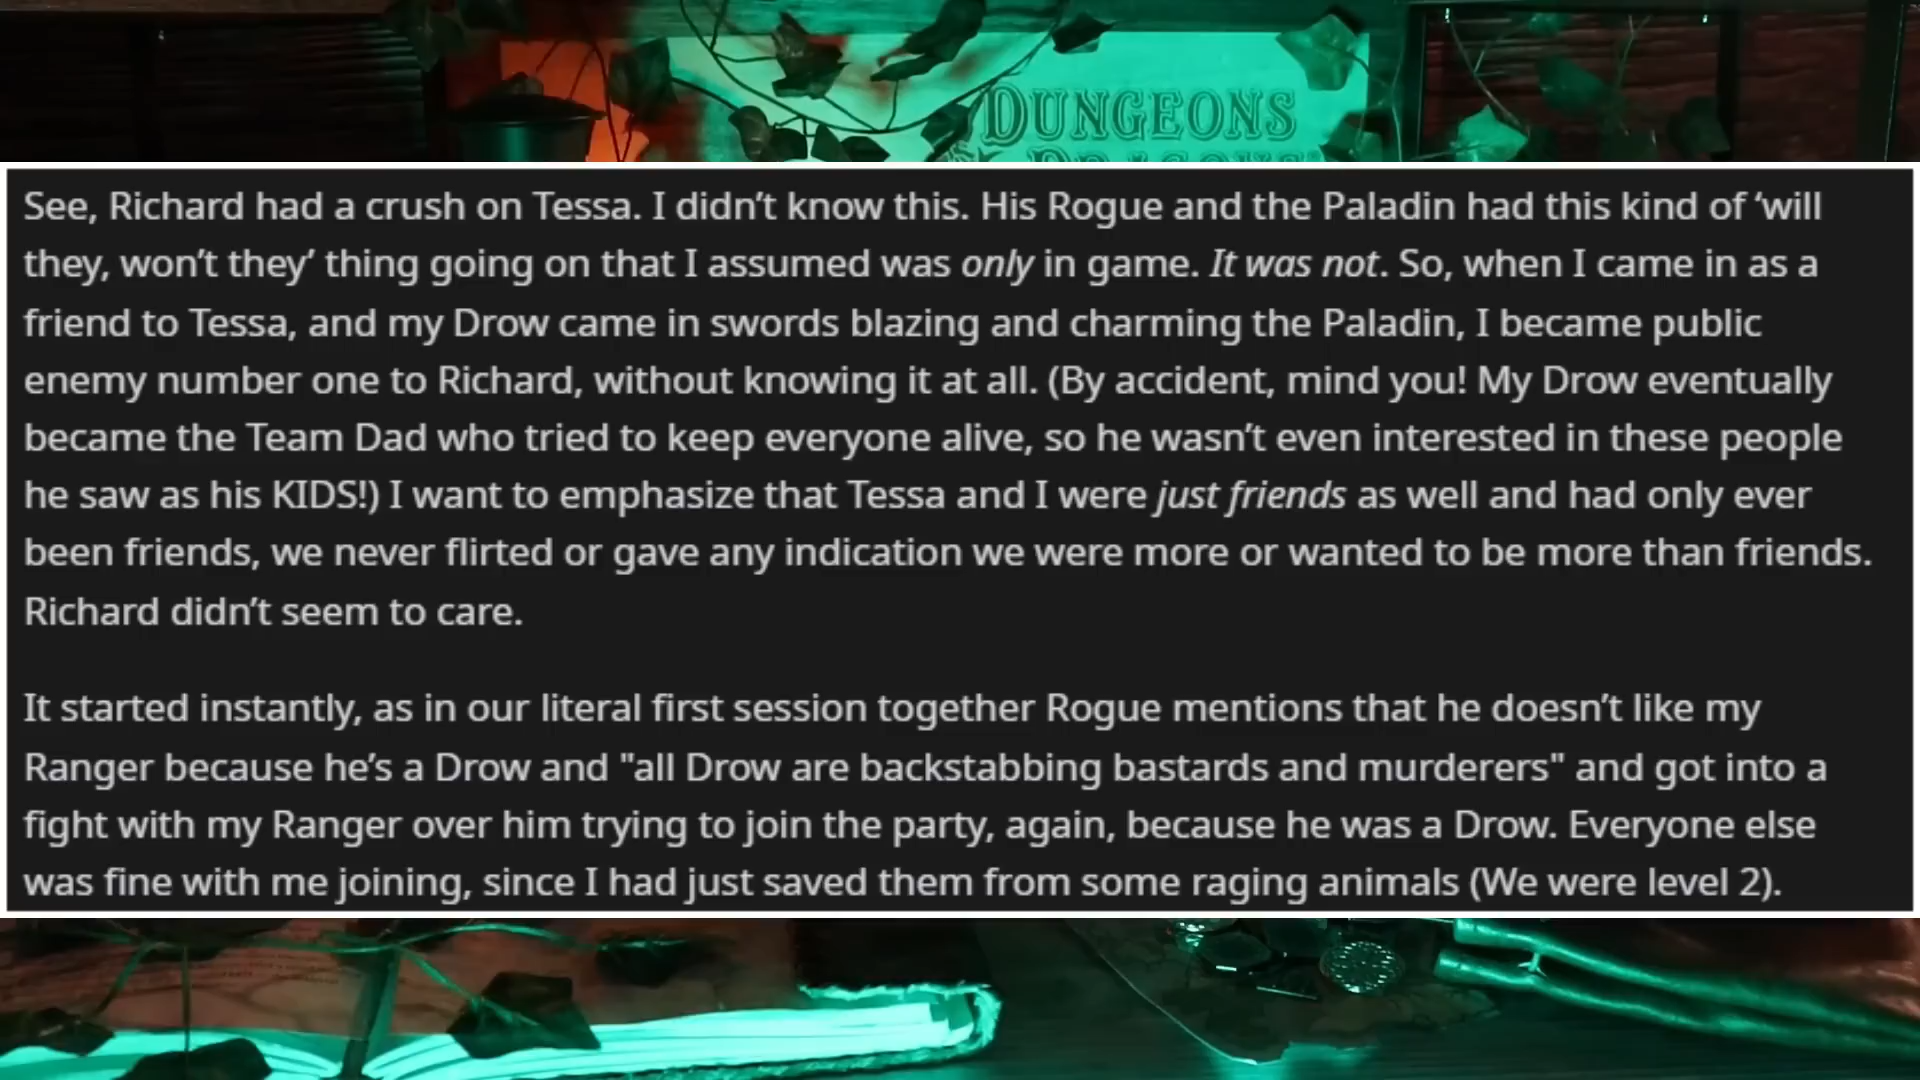 DUNGEONS
DRAGONS
See, Richard had a crush on Tessa. I didn’t know this. His Rogue and the Paladin had this kind of ‘will
they, won’t they’ thing going on that I assumed was only in game. It was not. So, when I came in as a
friend to Tessa, and my Drow came in swords blazing and charming the Paladin, I became public
enemy number one to Richard, without knowing it at all. (By accident, mind you! My Drow eventually
became the Team Dad who tried to keep everyone alive, so he wasn’t even interested in these people
he saw as his KIDS!) I want to emphasize that Tessa and I were just friends as well and had only ever
been friends, we never flirted or gave any indication we were more or wanted to be more than friends.
Richard didn’t seem to care.
It started instantly, as in our literal first session together Rogue mentions that he doesn’t like my
Ranger because he’s a Drow and "all Drow are backstabbing bastards and murderers" and got into a
fight with my Ranger over him trying to join the party, again, because he was a Drow. Everyone else
was fine with me joining, since I had just saved them from some raging animals (We were level 2).